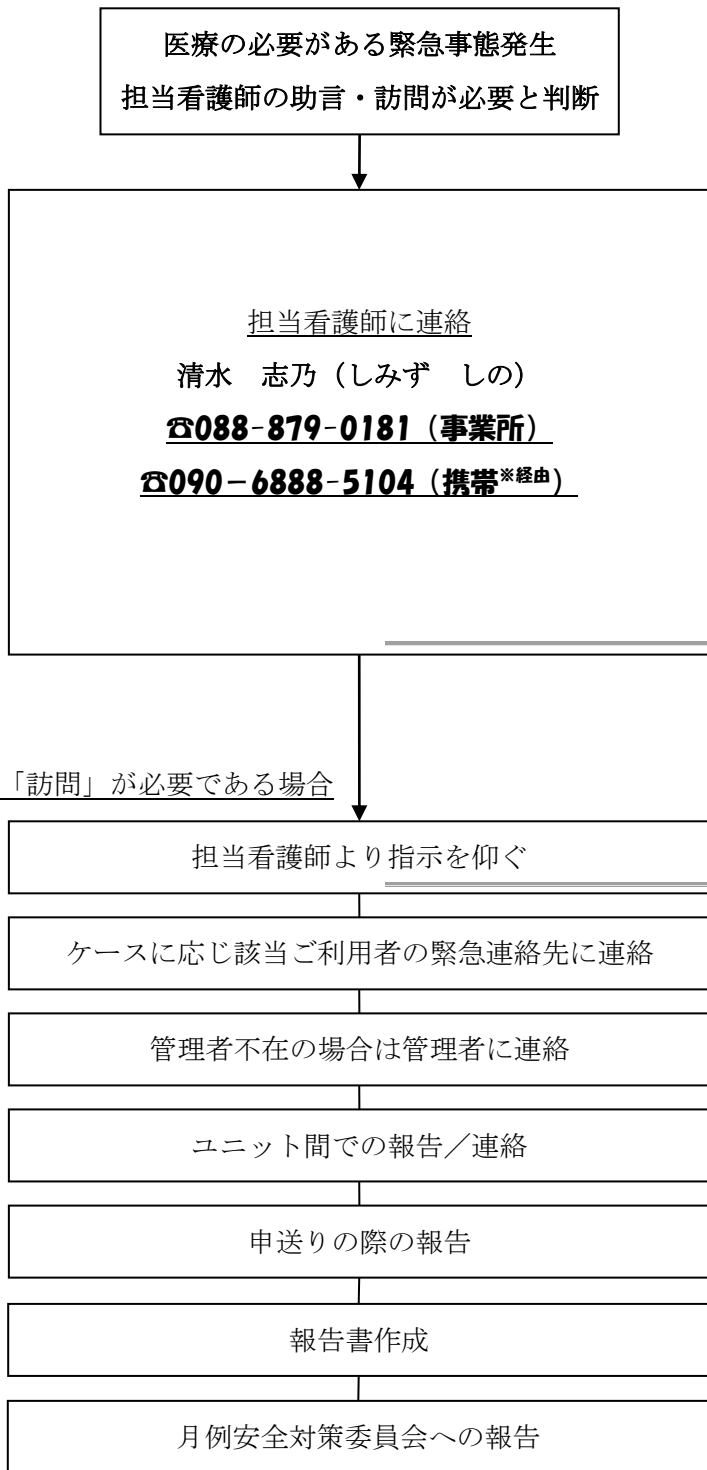 医療の必要がある緊急事態発生
担当看護師の助言・訪問が必要と判断
担当看護師に連絡
清水　志乃（しみず　しの）
☎088-879-0181（事業所）
☎090－6888-5104（携帯※経由）
「訪問」が必要である場合
担当看護師より指示を仰ぐ
ケースに応じ該当ご利用者の緊急連絡先に連絡
管理者不在の場合は管理者に連絡
ユニット間での報告／連絡
申送りの際の報告
報告書作成
月例安全対策委員会への報告